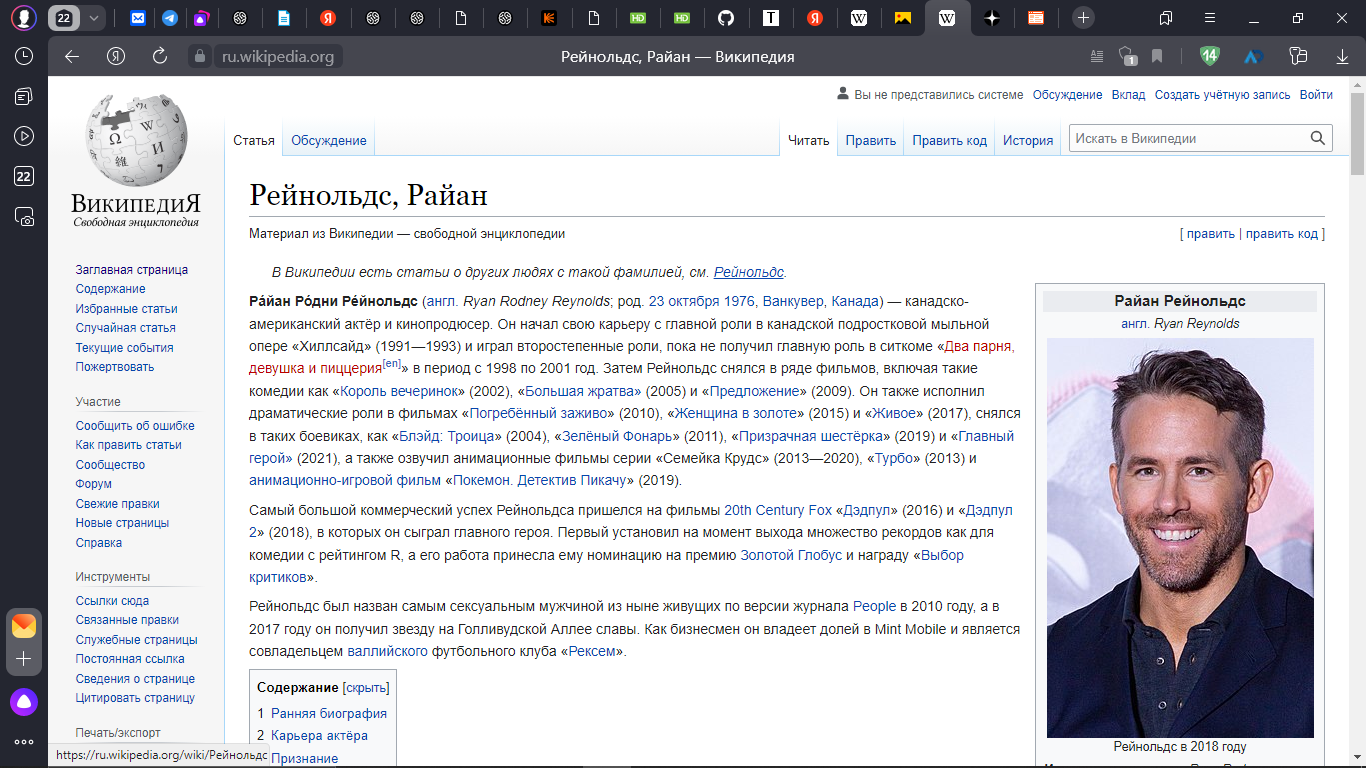 22
Рейнольдс, Райан — Википедия
ru.wikipedia.org
1
14
Вы не представились системе Обсуждение Вклад Создать учётную запись Войти
Статья Обсуждение Читать Править Править код История Искать в Википедии
ВИКИПЕДИЯ
Свободная энциклопедия
Рейнольдс, Райан
Материал из Википедии — свободной энциклопедии [ править | править код ]
В Википедии есть статьи о других людях с такой фамилией, см. Рейнольдс.
Ра́йан Ро́дни Ре́йнольдс (англ. Ryan Rodney Reynolds; род. 23 октября 1976, Ванкувер, Канада) — канадско-
американский актёр и кинопродюсер. Он начал свою карьеру с главной роли в канадской подростковой мыльной
опере «Хиллсайд» (1991—1993) и играл второстепенные роли, пока не получил главную роль в ситкоме «Два парня,
девушка и пиццерия[en]» в период с 1998 по 2001 год. Затем Рейнольдс снялся в ряде фильмов, включая такие
комедии как «Король вечеринок» (2002), «Большая жратва» (2005) и «Предложение» (2009). Он также исполнил
драматические роли в фильмах «Погребённый заживо» (2010), «Женщина в золоте» (2015) и «Живое» (2017), снялся
в таких боевиках, как «Блэйд: Троица» (2004), «Зелёный Фонарь» (2011), «Призрачная шестёрка» (2019) и «Главный
герой» (2021), а также озвучил анимационные фильмы серии «Семейка Крудс» (2013—2020), «Турбо» (2013) и
анимационно-игровой фильм «Покемон. Детектив Пикачу» (2019).
Самый большой коммерческий успех Рейнольдса пришелся на фильмы 20th Century Fox «Дэдпул» (2016) и «Дэдпул
2» (2018), в которых он сыграл главного героя. Первый установил на момент выхода множество рекордов как для
комедии с рейтингом R, а его работа принесла ему номинацию на премию Золотой Глобус и награду «Выбор
критиков».
Рейнольдс был назван самым сексуальным мужчиной из ныне живущих по версии журнала People в 2010 году, а в
2017 году он получил звезду на Голливудской Аллее славы. Как бизнесмен он владеет долей в Mint Mobile и является
совладельцем валлийского футбольного клуба «Рексем».
Содержание [скрыть]
1 Ранняя биография
2 Карьера актёра
Признание
Райан Рейнольдс
англ. Ryan Reynolds
Рейнольдс в 2018 году
Заглавная страница
Содержание
Избранные статьи
Случайная статья
Текущие события
Пожертвовать
Участие
Сообщить об ошибке
Как править статьи
Сообщество
Форум
Свежие правки
Новые страницы
Справка
Инструменты
Ссылки сюда
Связанные правки
Служебные страницы
Постоянная ссылка
Сведения о странице
Цитировать страницу
Печать/экспорт
https://ru.wikipedia.org/wiki/Рейнольдс
22